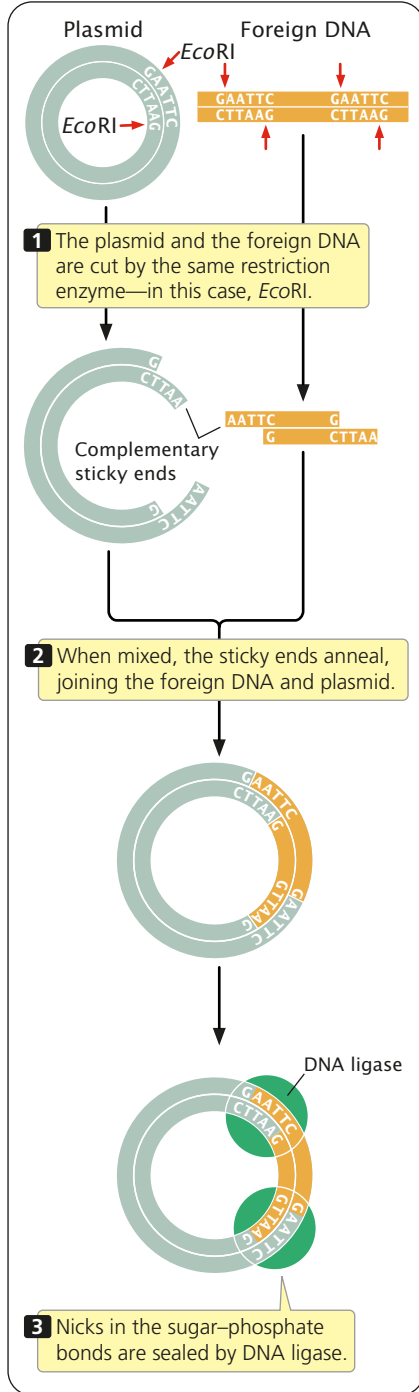 Plasmid
Foreign DNA
EcoRI
GAATTC
CTTAAG
EcoRI
GAATTC GAATTC
CTTAAG CTTAAG
1 The plasmid and the foreign DNA
are cut by the same restriction
enzyme—in this case, EcoRI.
G
CTTAA
AATTC G
G CTTAA
Complementary
sticky ends
AATTC
G
2 When mixed, the sticky ends anneal,
joining the foreign DNA and plasmid.
GAATTC
CTTAAG
GTTAAG
GAATTC
DNA ligase
GAATTC
CTTAAG
GTTAAG
GAATTC
3 Nicks in the sugar–phosphate
bonds are sealed by DNA ligase.